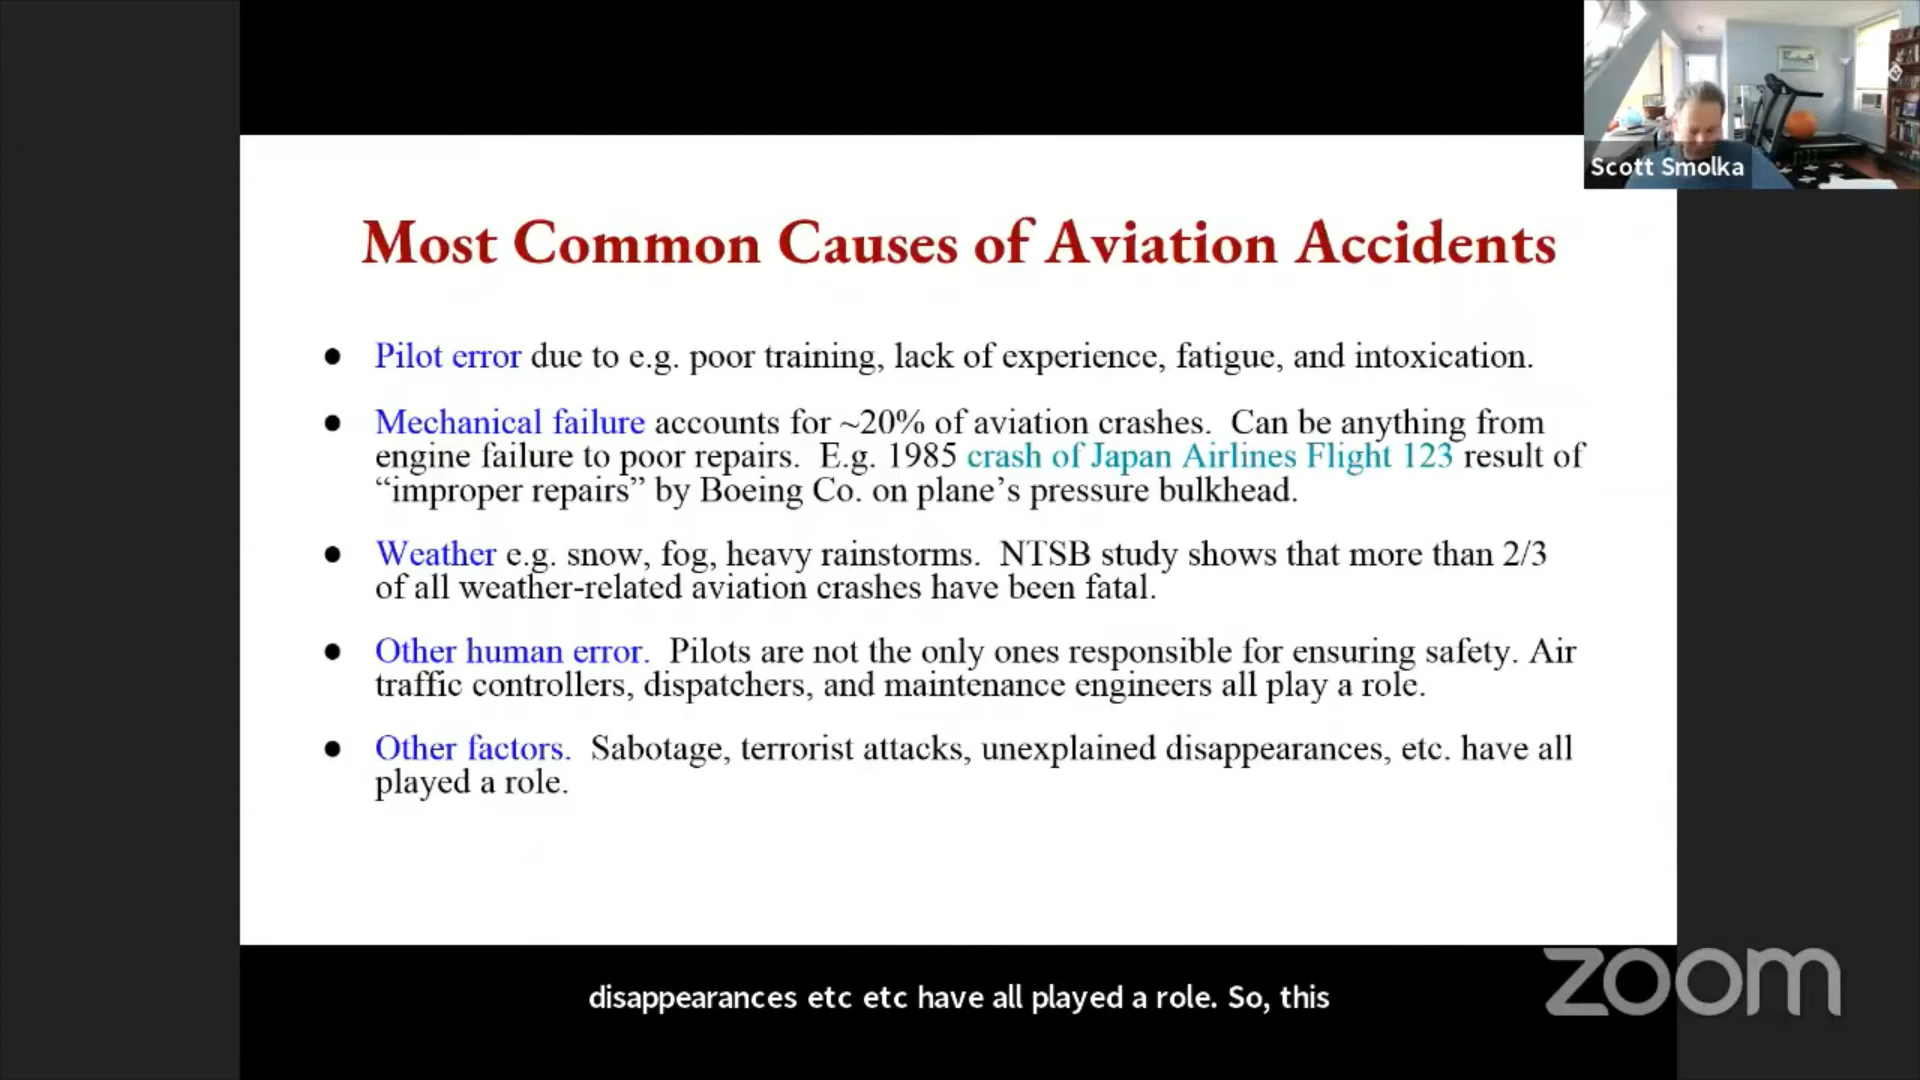 Scott Smolka
Most Common Causes of Aviation Accidents
● Pilot error due to e.g. poor training, lack of experience, fatigue, and intoxication.
● Mechanical failure accounts for ~20% of aviation crashes. Can be anything from
engine failure to poor repairs. E.g. 1985 crash of Japan Airlines Flight 123 result of
“improper repairs” by Boeing Co. on plane’s pressure bulkhead.
● Weather e.g. snow, fog, heavy rainstorms. NTSB study shows that more than 2/3
of all weather-related aviation crashes have been fatal.
● Other human error. Pilots are not the only ones responsible for ensuring safety. Air
traffic controllers, dispatchers, and maintenance engineers all play a role.
● Other factors. Sabotage, terrorist attacks, unexplained disappearances, etc. have all
played a role.
disappearances etc etc have all played a role. So, this
zoom